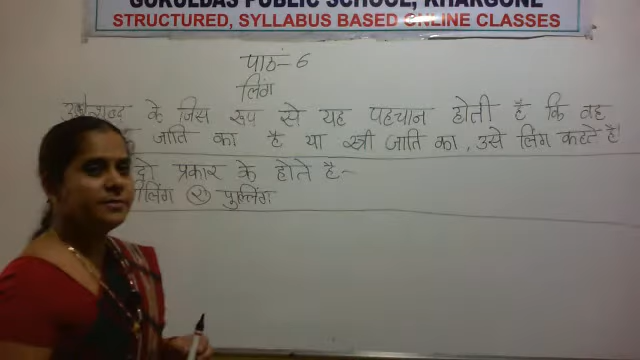 GOKULDAS PUBLIC SCHOOL, KHARGONE
STRUCTURED, SYLLABUS BASED ONLINE CLASSES
पाठ= 6
लिंग
के जिस रूप से यह पहचान होती है कि वह
जाति का है या स्त्री जाति का, उसे लिंग कहते है।
दो प्रकार के होते है-
लिंग पुल्लिंग